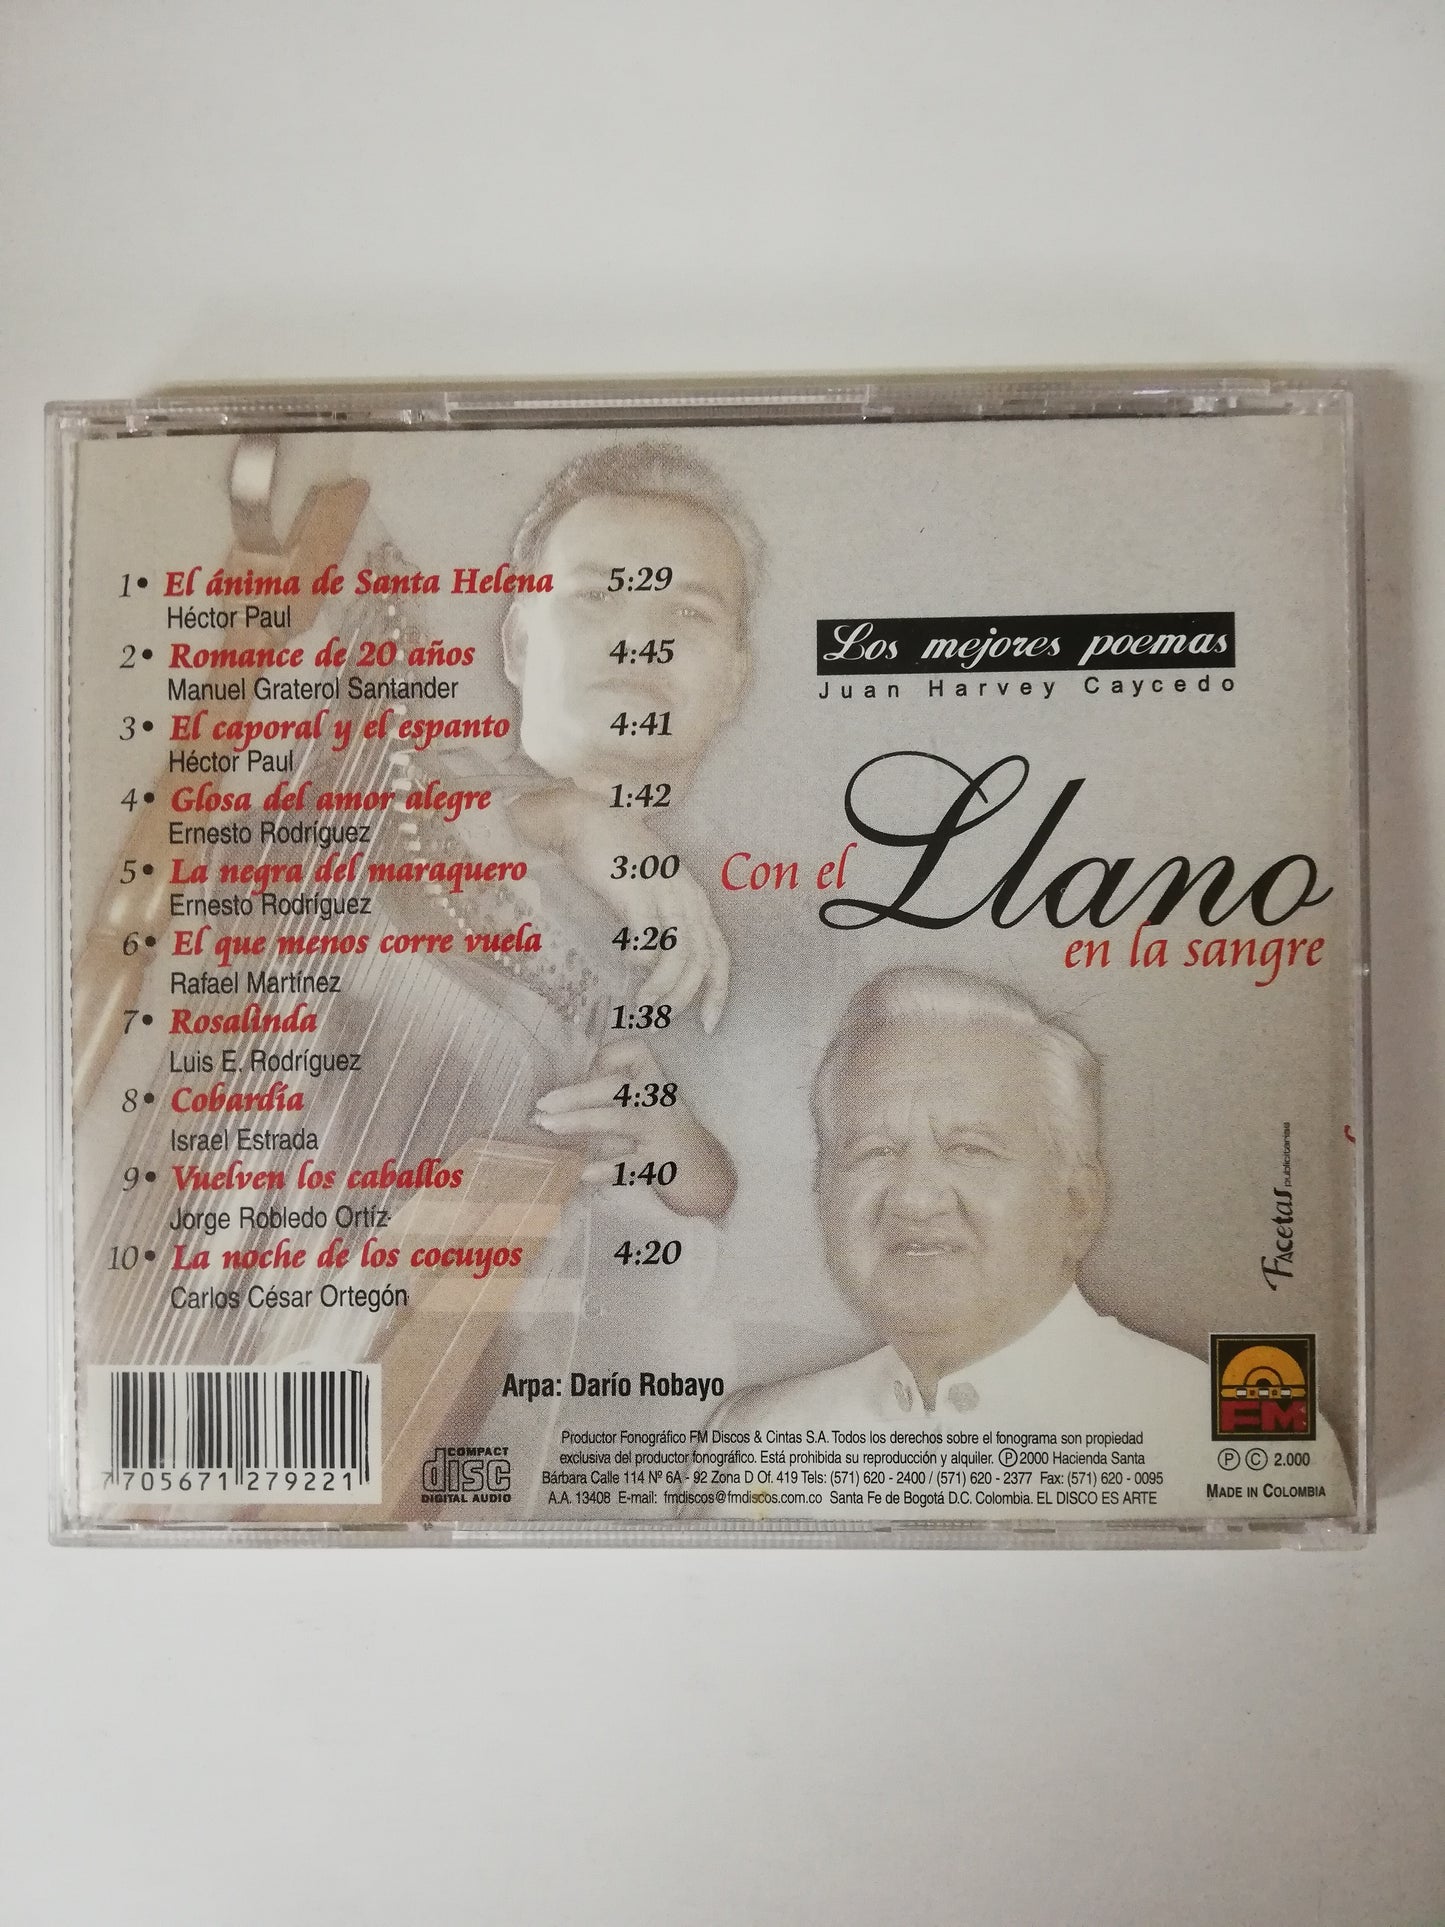 1• El ánima de Santa Helena 5:29
Héctor Paul
2• Romance de 20 años 4:45
Manuel Graterol Santander
3• El caporal y el espanto 4:41
Héctor Paul
4• Glosa del amor alegre 1:42
Ernesto Rodríguez
5• La negra del maraquero 3:00
Ernesto Rodríguez
6• El que menos corre vuela 4:26
Rafael Martínez
7• Rosalinda 1:38
Luis E. Rodríguez
8• Cobardía 4:38
Israel Estrada
9• Vuelven los caballos 1:40
Jorge Robledo Ortíz
10• La noche de los cocuyos 4:20
Carlos César Ortegón
Los mejores poemas
Juan Harvey Caycedo
Con el Llano
en la sangre
Facetas publicitarias
Arpa: Darío Robayo
7 705671 279221
COMPACT
disc
DIGITAL AUDIO
Productor Fonográfico FM Discos & Cintas S.A. Todos los derechos sobre el fonograma son propiedad
exclusiva del productor fonográfico. Está prohibida su reproducción y alquiler. Ⓟ2000 Hacienda Santa
Bárbara Calle 114 Nº 6A - 92 Zona D Of. 419 Tels: (571) 620 - 2400 / (571) 620 - 2377 Fax: (571) 620 - 0095
A.A. 13408 E-mail: fmdiscos@fmdiscos.com.co Santa Fe de Bogotá D.C. Colombia. EL DISCO ES ARTE
FM
Ⓟ Ⓒ 2.000
MADE IN COLOMBIA